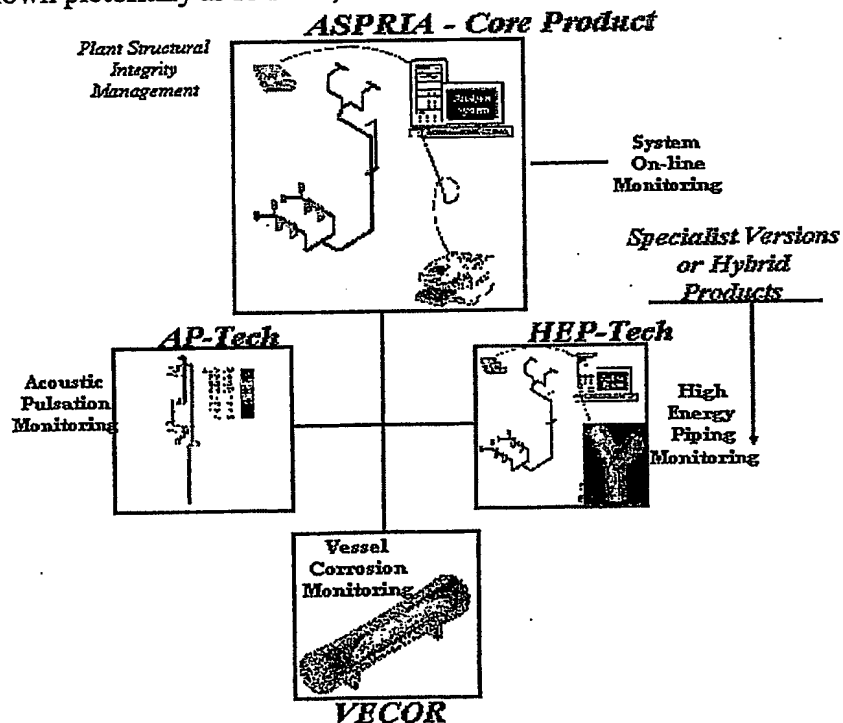 ASPRIA - Core Product
Plant Structural
Integrity
Management
System
On-line
Monitoring
Specialist Versions
or Hybrid
Products
AP-Tech
HEP-Tech
Acoustic
Pulsation
Monitoring
High
Energy
Piping
Monitoring
Vessel
Corrosion
Monitoring
VECOR